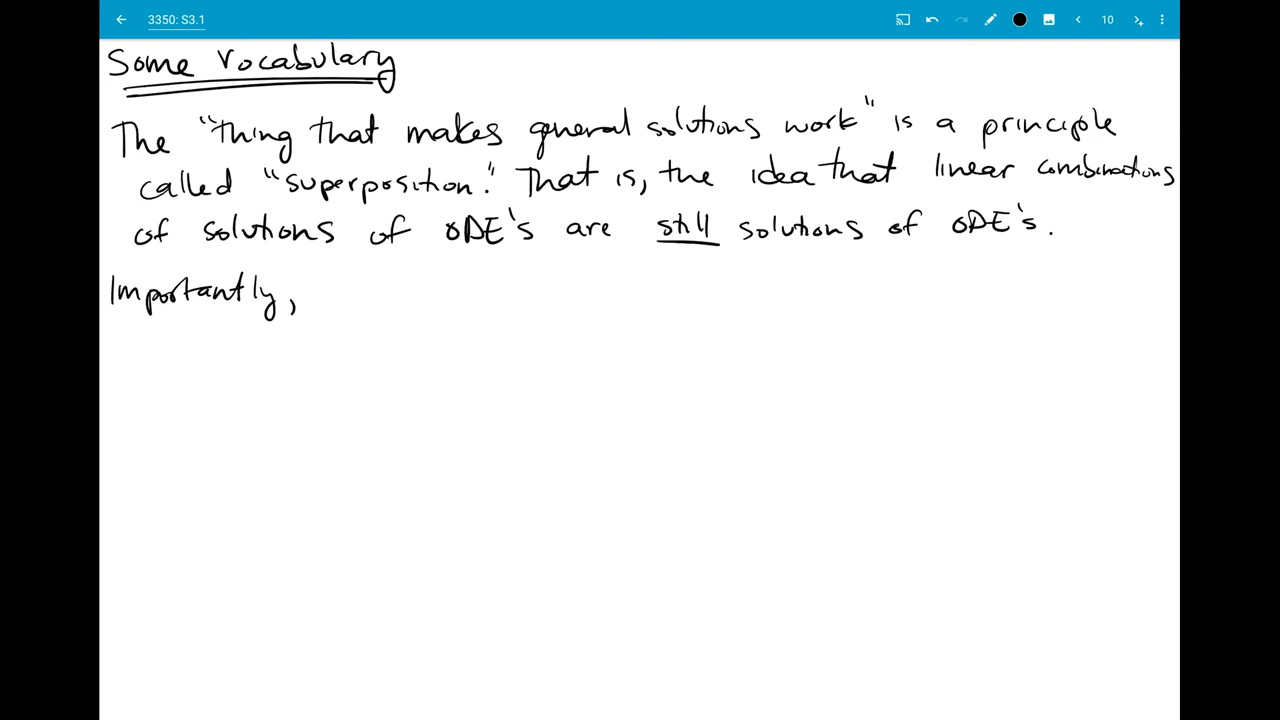 3350: S3.1
10
Some Vocabulary
The "thing that makes general solutions work" is a principle
called "superposition." That is, the idea that linear combinations
of solutions of ODE's are still solutions of ODE's.
Importantly,